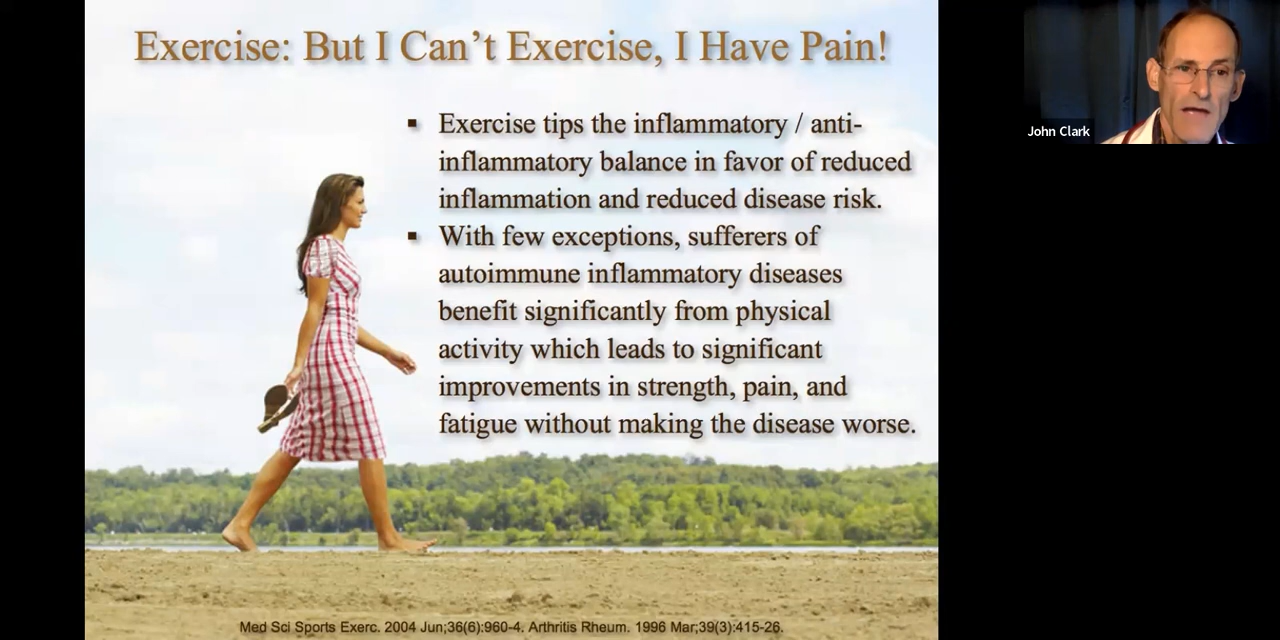 Exercise: But I Can't Exercise, I Have Pain!
▪ Exercise tips the inflammatory / anti-
inflammatory balance in favor of reduced
inflammation and reduced disease risk.
▪ With few exceptions, sufferers of
autoimmune inflammatory diseases
benefit significantly from physical
activity which leads to significant
improvements in strength, pain, and
fatigue without making the disease worse.
Med Sci Sports Exerc. 2004 Jun;36(6):960-4. Arthritis Rheum. 1996 Mar;39(3):415-26.
John Clark